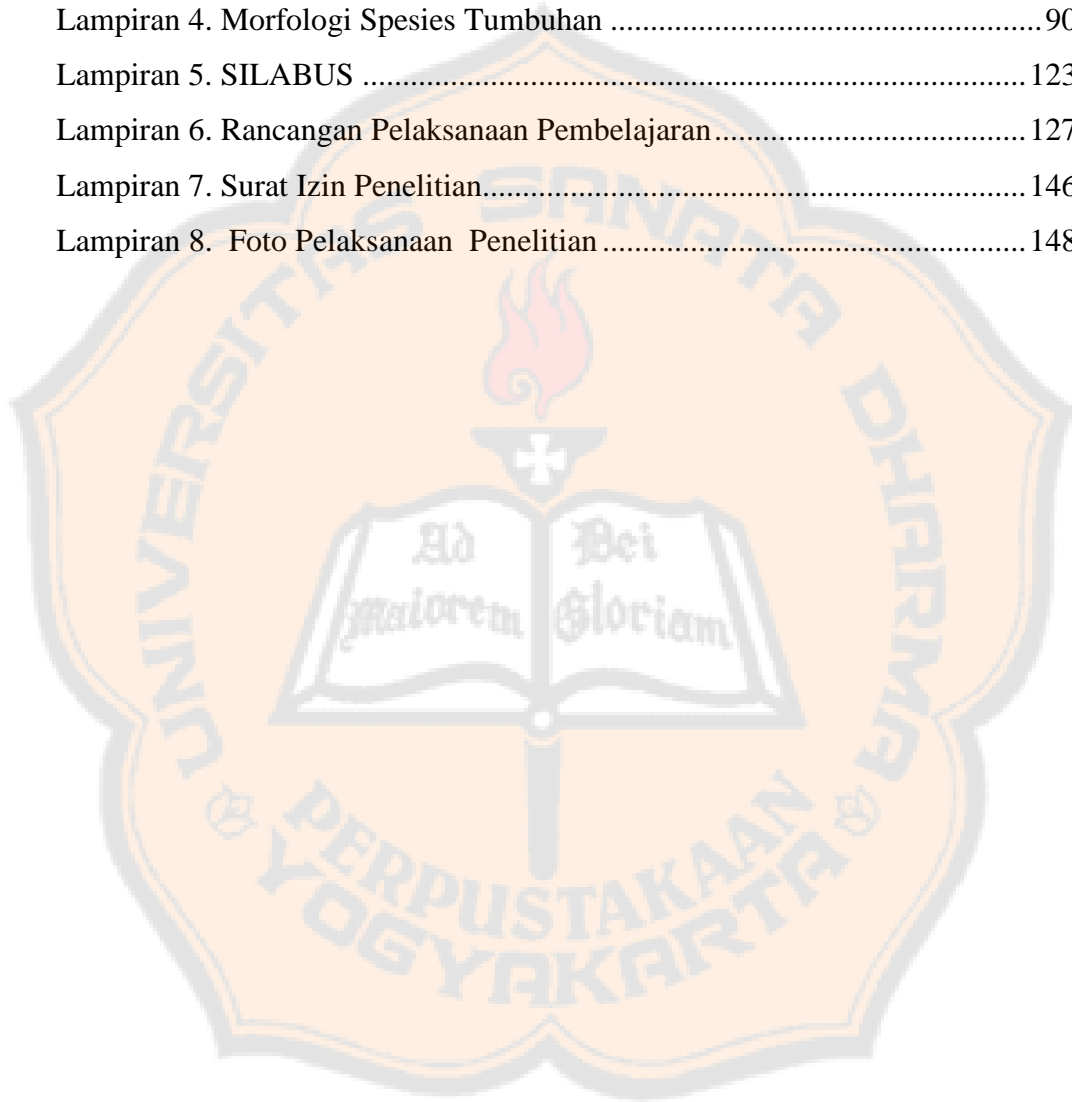 Lampiran 4. Morfologi Spesies Tumbuhan ........................................................ 90
Lampiran 5. SILABUS ...................................................................................... 123
Lampiran 6. Rancangan Pelaksanaan Pembelajaran ........................................ 127
Lampiran 7. Surat Izin Penelitian ...................................................................... 146
Lampiran 8.  Foto Pelaksanaan  Penelitian ....................................................... 148
UNIVERSITAS SANATA DHARMA
Ad Dei
Maiorem Gloriam
PERPUSTAKAAN
YOGYAKARTA